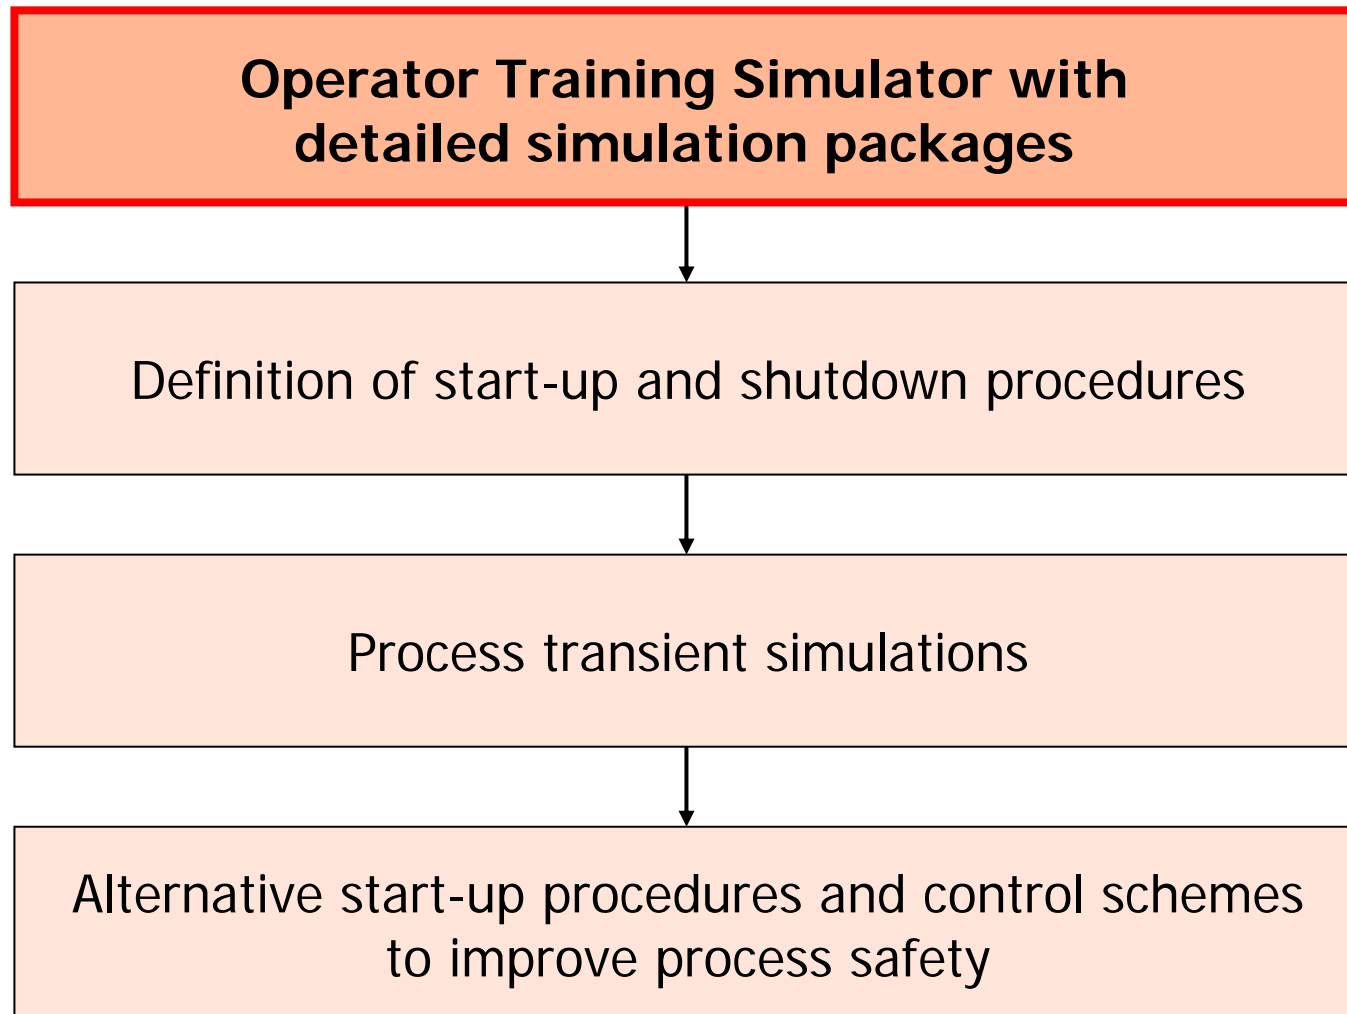 Operator Training Simulator with
detailed simulation packages
Definition of start-up and shutdown procedures
Process transient simulations
Alternative start-up procedures and control schemes
to improve process safety